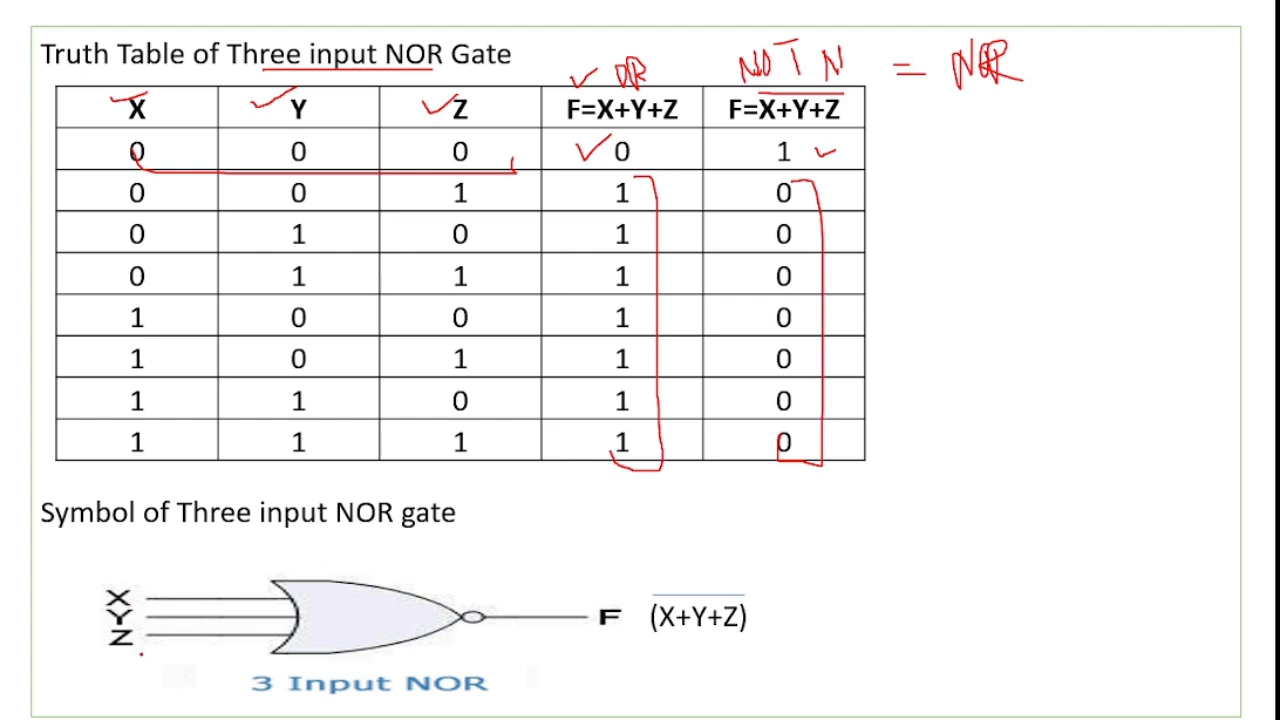 Truth Table of Three input NOR Gate
OR NOT N = NOR
X Y Z F=X+Y+Z F=X+Y+Z
0 0 0 0 1
0 0 1 1 0
0 1 0 1 0
0 1 1 1 0
1 0 0 1 0
1 0 1 1 0
1 1 0 1 0
1 1 1 1 0
Symbol of Three input NOR gate
X
Y F (X+Y+Z)
Z
3 Input NOR